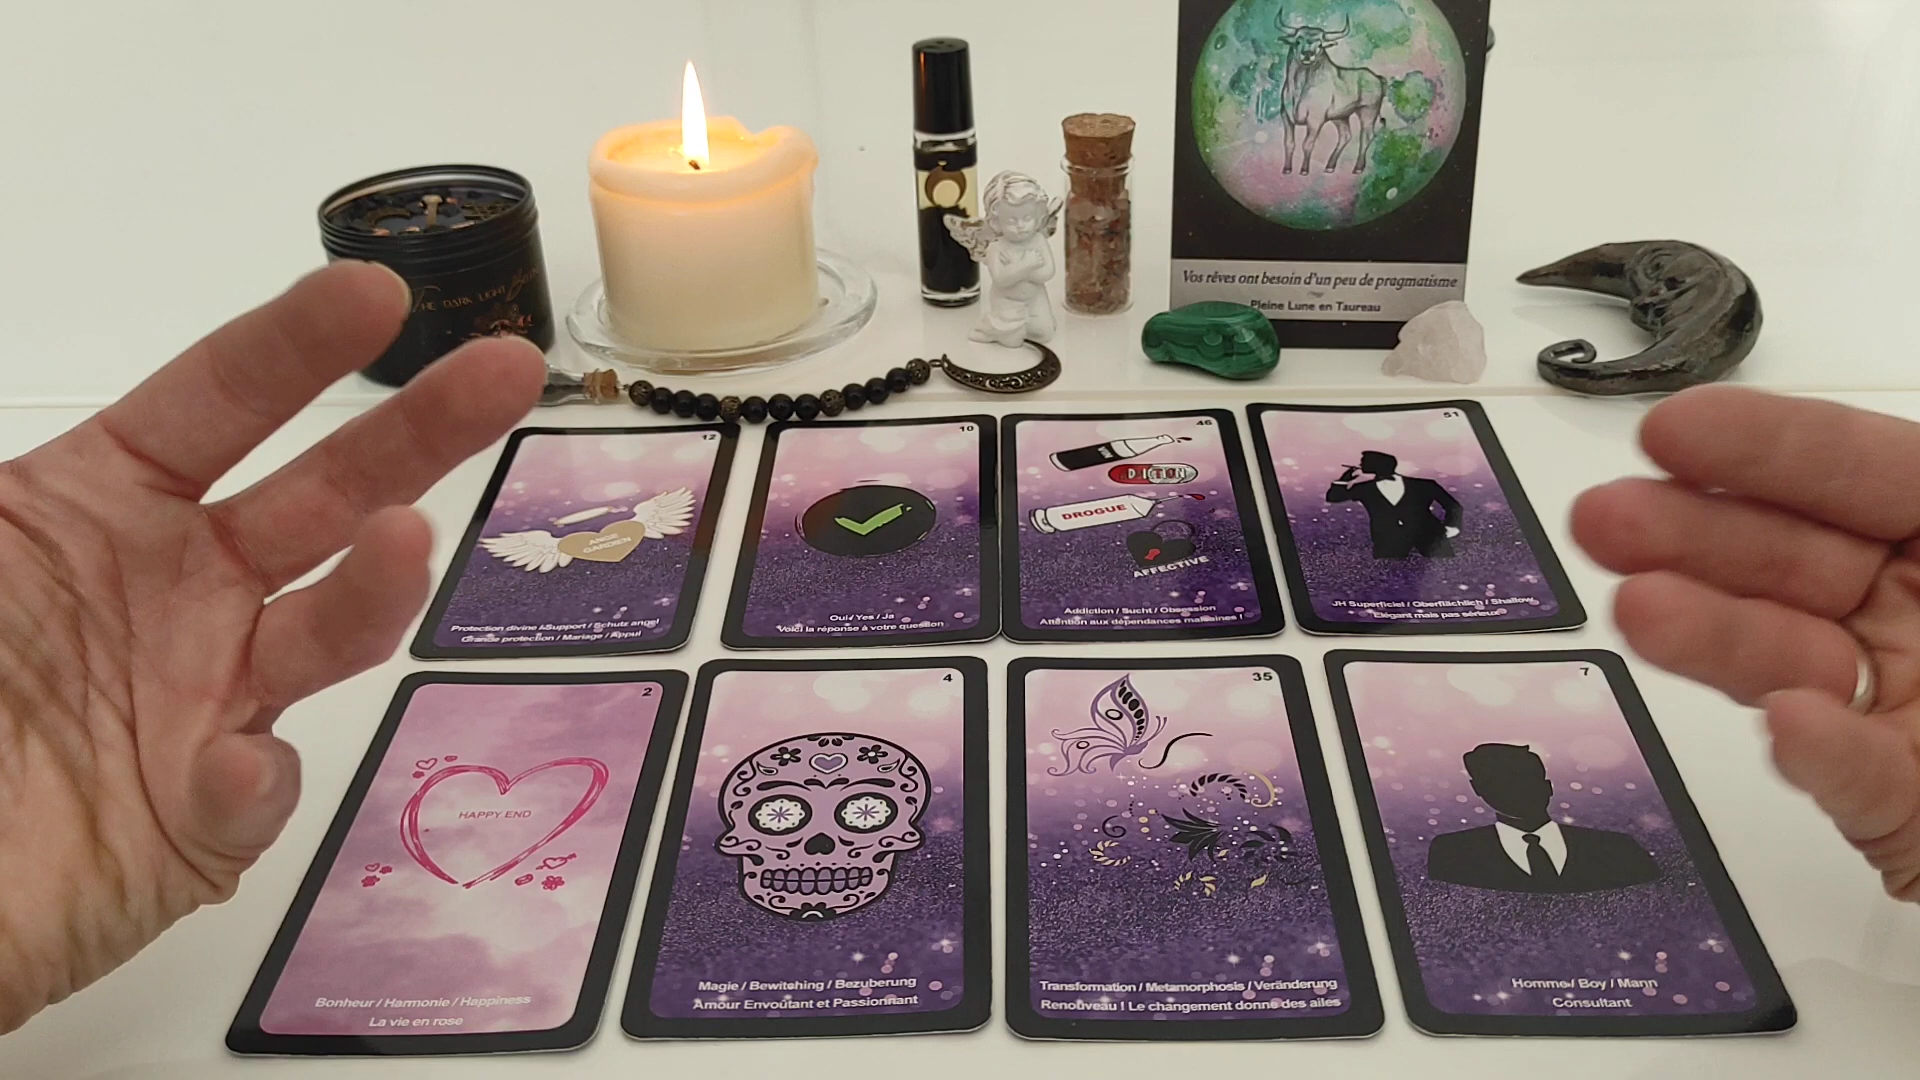 THE DARK LIGHT
Vos rêves ont besoin d'un peu de pragmatisme
Pleine Lune en Taureau
12
ANGE
GARDIEN
Protection divine / Support / Schutz angel
Grande protection / Mariage / Appui
10
Oui / Yes / Ja
Voici la réponse à votre question
46
DROGUE
AFFECTIVE
Addiction / Sucht / Obsession
Attention aux dépendances malsaines !
51
JH Superficiel / Oberflächlich / Shallow
Elégant mais pas sérieux
2
HAPPY END
Bonheur / Harmonie / Happiness
La vie en rose
4
Magie / Bewitching / Bezuberung
Amour Envoûtant et Passionnant
35
Transformation / Metamorphosis / Veränderung
Renouveau ! Le changement donne des ailes
7
Homme / Boy / Mann
Consultant